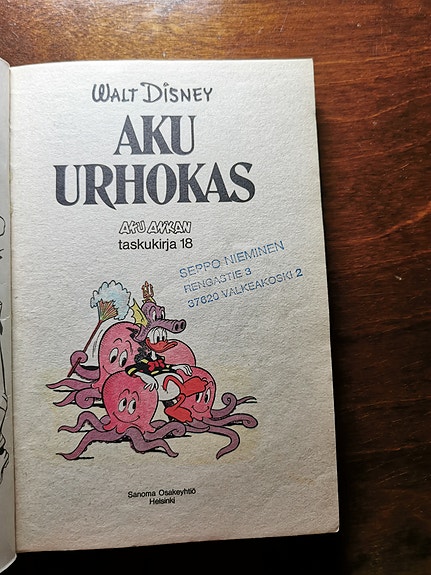 WALT DISNEY
AKU
URHOKAS
AKU ANKAN
taskukirja 18
SEPPO NIEMINEN
RENGASTIE 3
37620 VALKEAKOSKI 2
Sanoma Osakeyhtiö
Helsinki